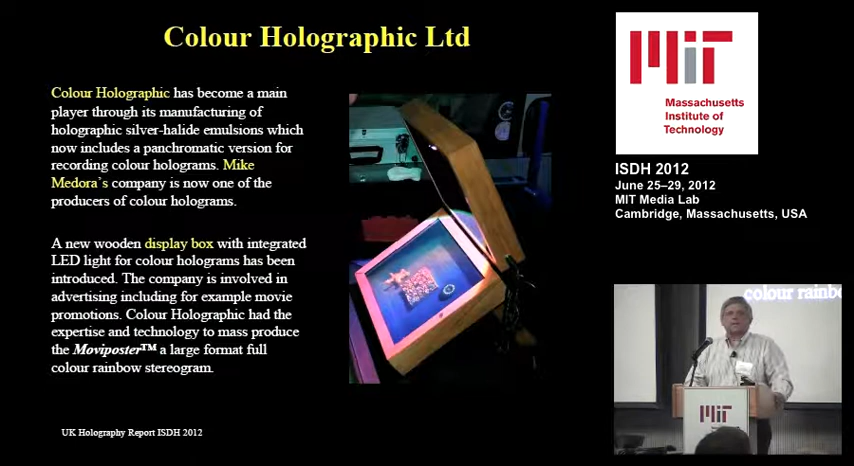 Colour Holographic Ltd
Colour Holographic has become a main
player through its manufacturing of
holographic silver-halide emulsions which
now includes a panchromatic version for
recording colour holograms. Mike
Medora's company is now one of the
producers of colour holograms.
A new wooden display box with integrated
LED light for colour holograms has been
introduced. The company is involved in
advertising including for example movie
promotions. Colour Holographic had the
expertise and technology to mass produce
the Moviposter™ a large format full
colour rainbow stereogram.
UK Holography Report ISDH 2012
MIT
Massachusetts
Institute of
Technology
ISDH 2012
June 25–29, 2012
MIT Media Lab
Cambridge, Massachusetts, USA
colour rainbo
MIT